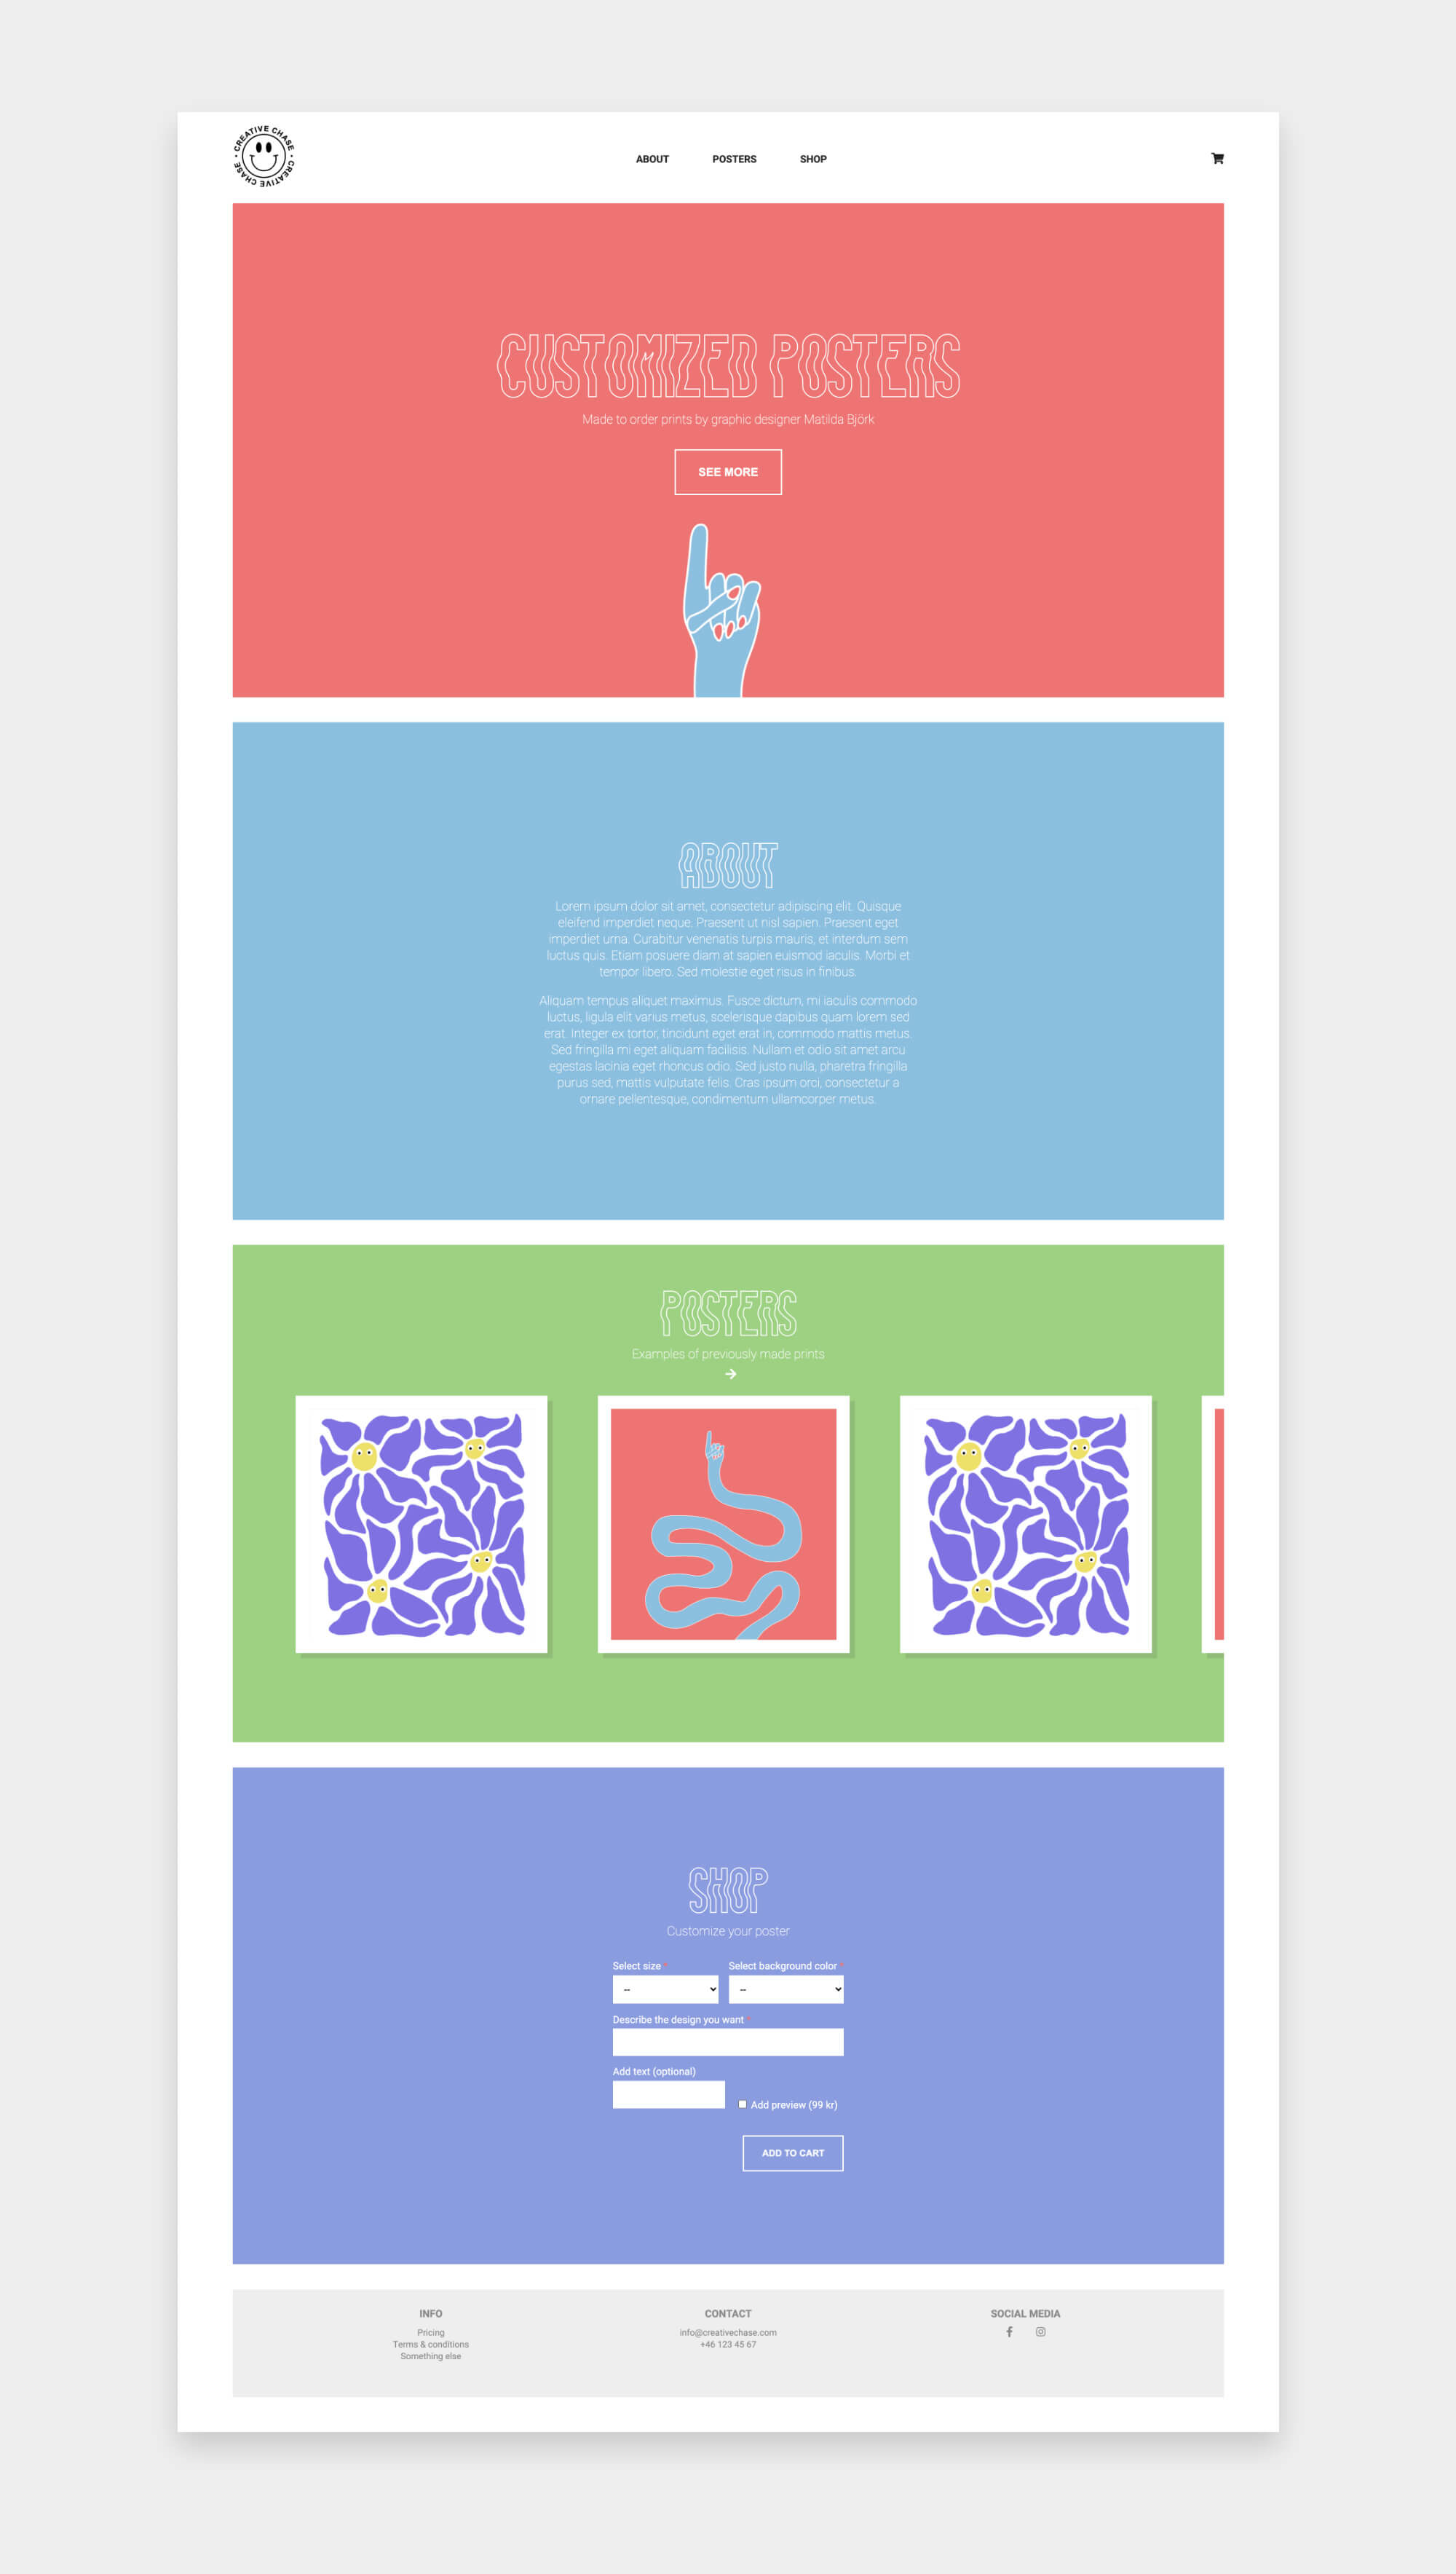 CREATIVE CHASE • CREATIVE CHASE •
ABOUT POSTERS SHOP
CUSTOMIZED POSTERS
Made to order prints by graphic designer Matilda Björk
SEE MORE
ABOUT
Lorem ipsum dolor sit amet, consectetur adipiscing elit. Quisque
eleifend imperdiet neque. Praesent ut nisl sapien. Praesent eget
imperdiet urna. Curabitur venenatis turpis mauris, et interdum sem
luctus quis. Etiam posuere diam at sapien euismod iaculis. Morbi et
tempor libero. Sed molestie eget risus in finibus.
Aliquam tempus aliquet maximus. Fusce dictum, mi iaculis commodo
luctus, ligula elit varius metus, scelerisque dapibus quam lorem sed
erat. Integer ex tortor, tincidunt eget erat in, commodo mattis metus.
Sed fringilla mi eget aliquam facilisis. Nullam et odio sit amet arcu
egestas lacinia eget rhoncus odio. Sed justo nulla, pharetra fringilla
purus sed, mattis vulputate felis. Cras ipsum orci, consectetur a
ornare pellentesque, condimentum ullamcorper metus.
POSTERS
Examples of previously made prints
SHOP
Customize your poster
Select size * Select background color *
-- --
Describe the design you want *
Add text (optional)
Add preview (99 kr)
ADD TO CART
INFO CONTACT SOCIAL MEDIA
Pricing info@creativechase.com
Terms & conditions +46 123 45 67
Something else